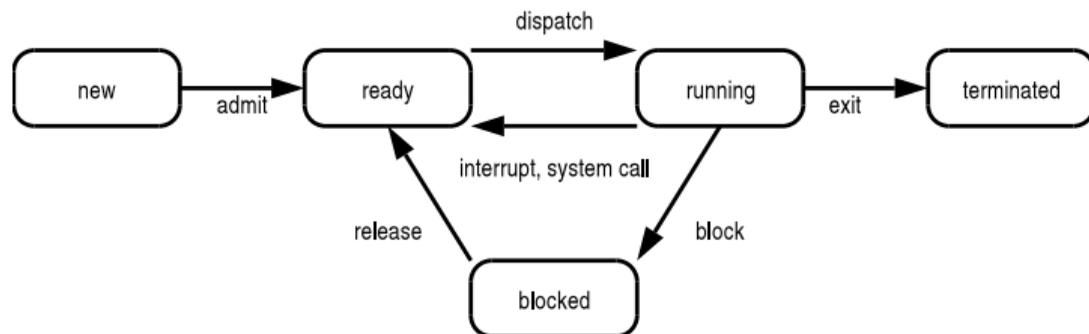 dispatch
new
admit
ready
running
exit
terminated
interrupt, system call
release
block
blocked